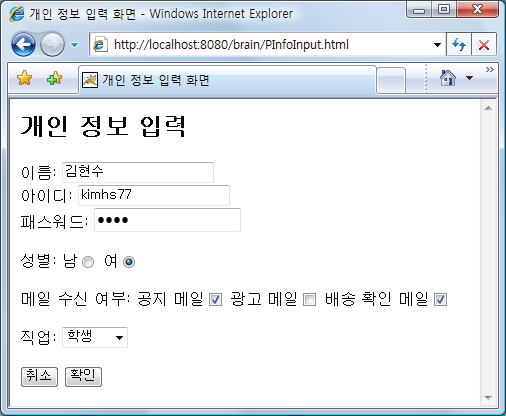 개인 정보 입력 화면 - Windows Internet Explorer
http://localhost:8080/brain/PInfoInput.html
개인 정보 입력 화면
개인 정보 입력
이름: 김현수
아이디: kimhs77
패스워드: ●●●●
성별: 남 여
메일 수신 여부: 공지 메일 광고 메일 배송 확인 메일
직업: 학생
취소 확인